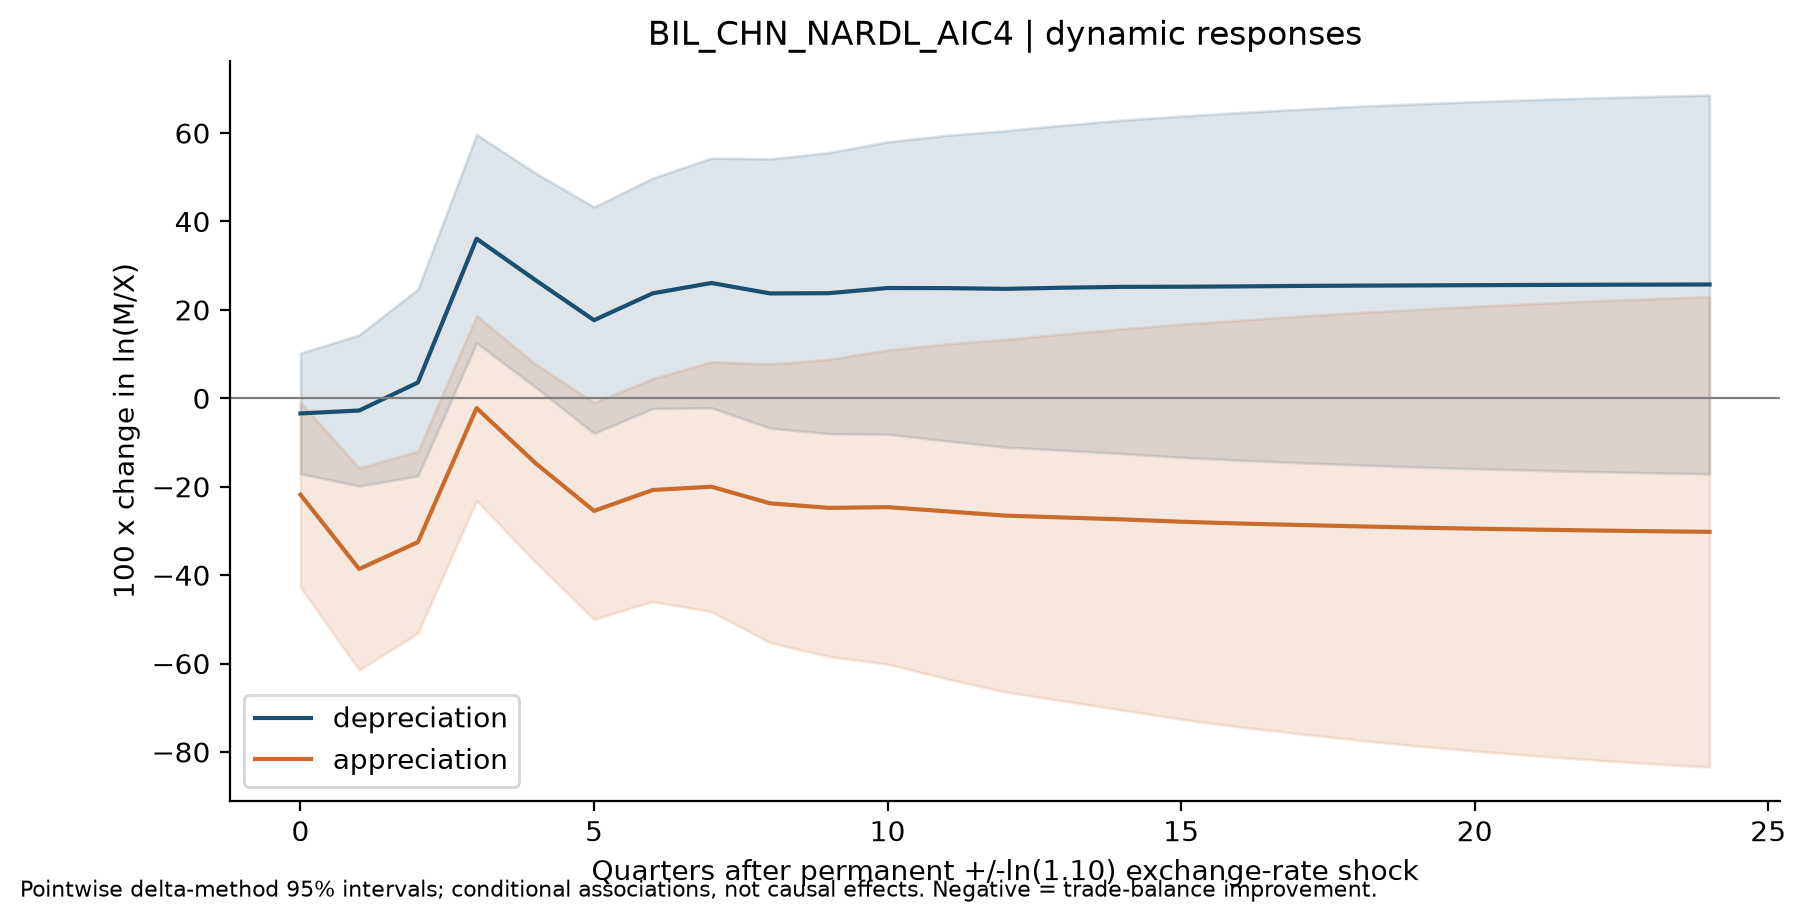 BIL_CHN_NARDL_AIC4 | dynamic responses
100 x change in ln(M/X)
60
40
20
0
−20
−40
−60
−80
depreciation
appreciation
0
5
10
15
20
25
Quarters after permanent +/-ln(1.10) exchange-rate shock
Pointwise delta-method 95% intervals; conditional associations, not causal effects. Negative = trade-balance improvement.